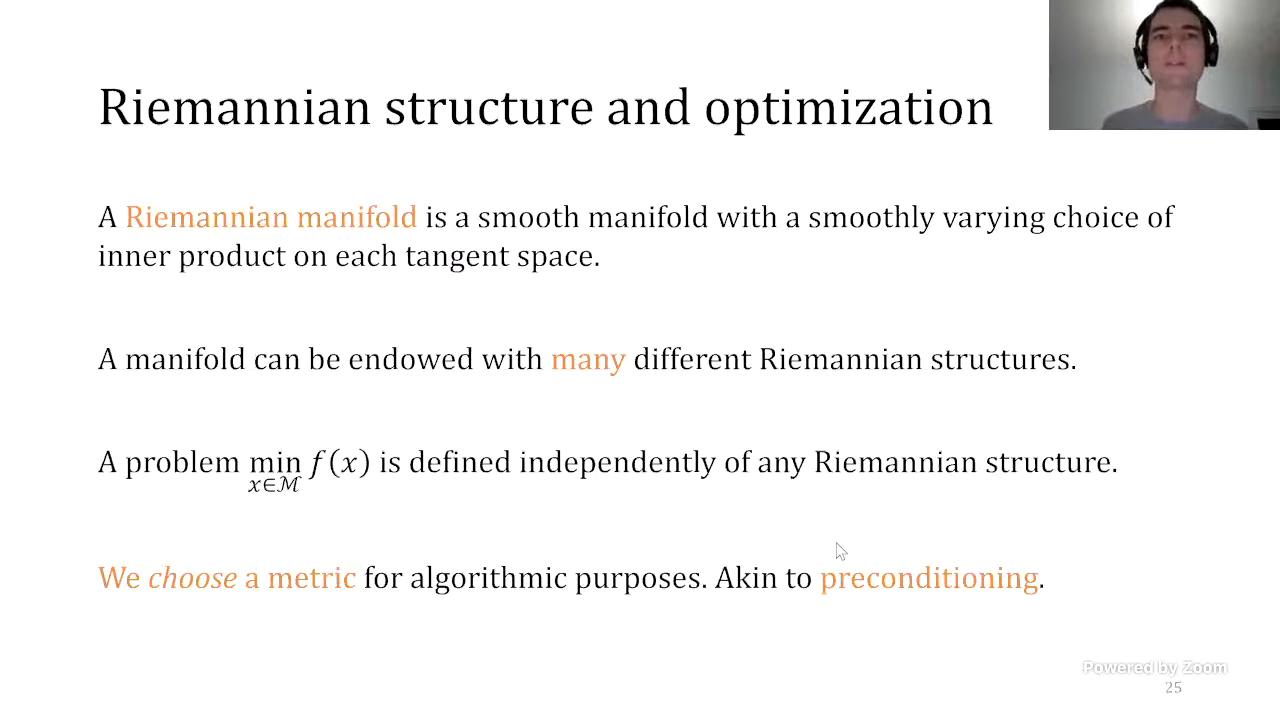 Riemannian structure and optimization
A Riemannian manifold is a smooth manifold with a smoothly varying choice of
inner product on each tangent space.
A manifold can be endowed with many different Riemannian structures.
A problem min f(x) is defined independently of any Riemannian structure.
x∈ℳ
We choose a metric for algorithmic purposes. Akin to preconditioning.
Powered by Zoom
25